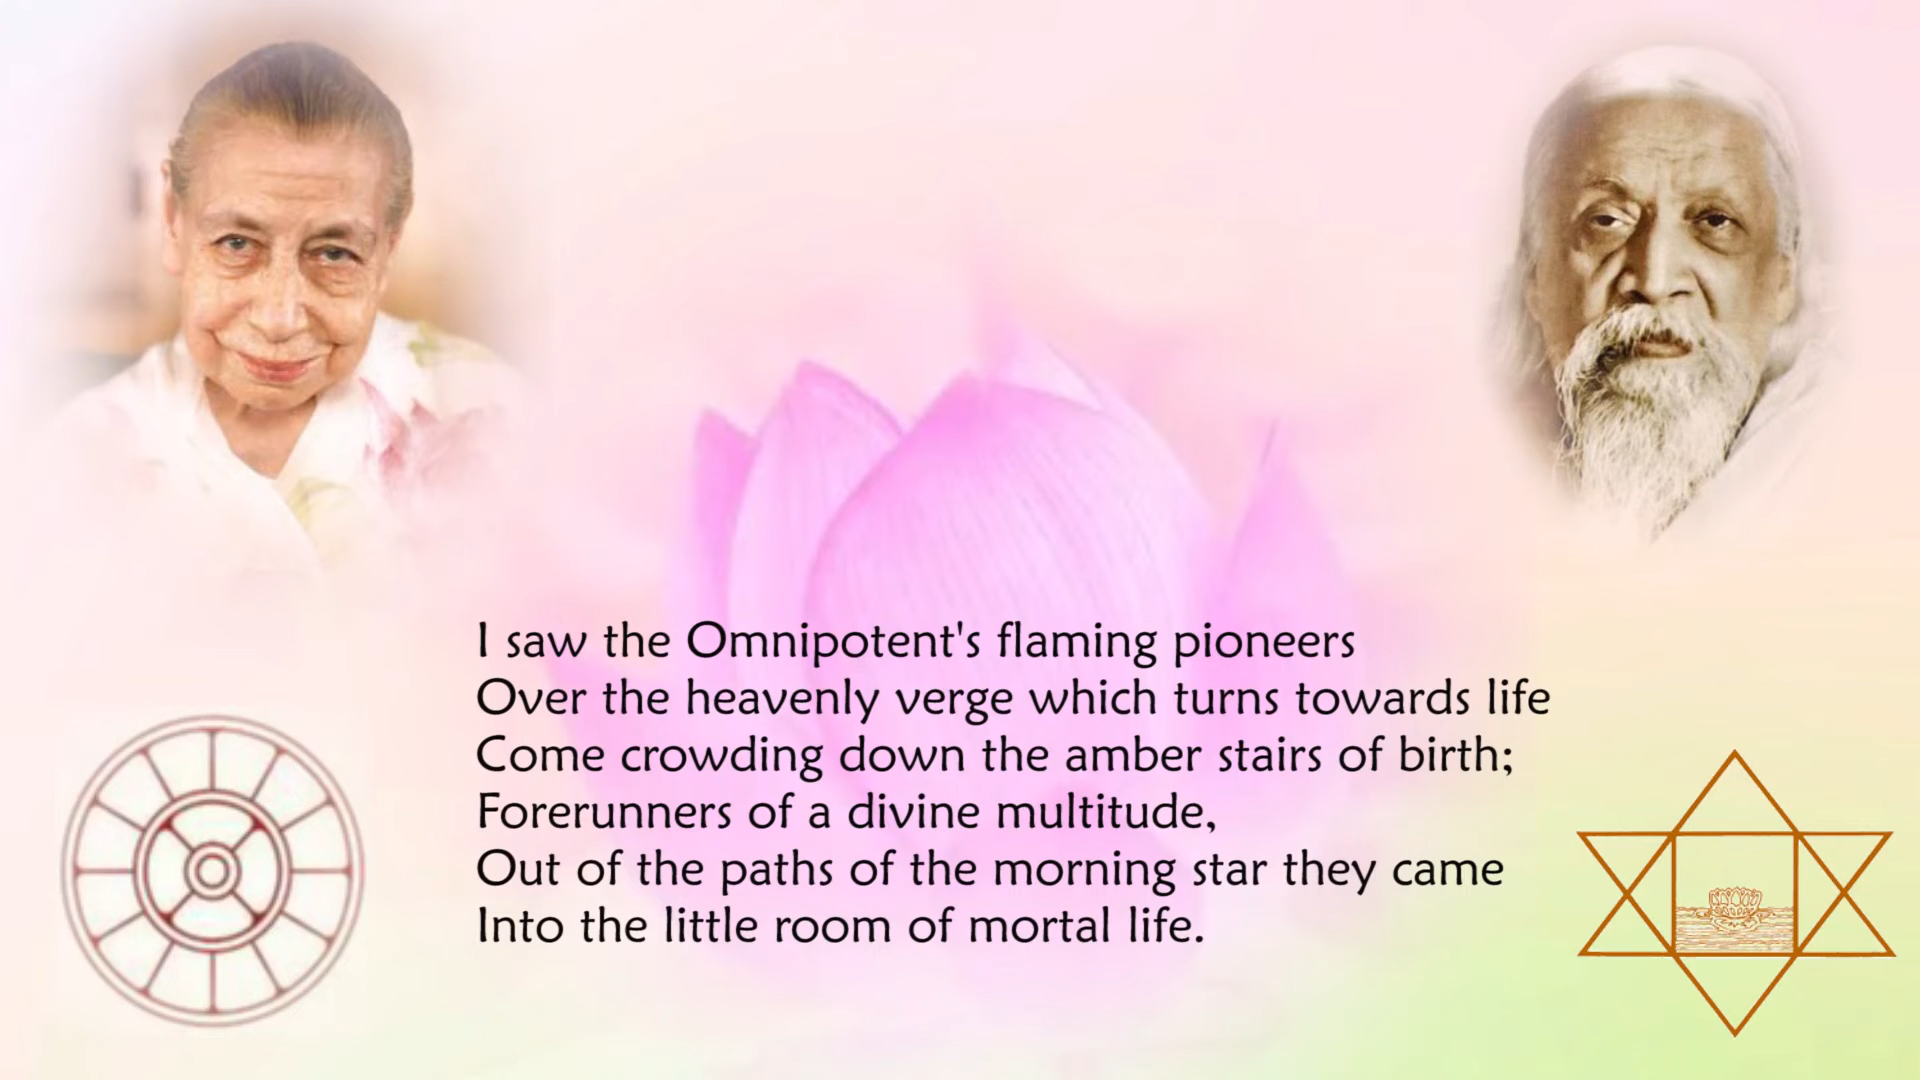 I saw the Omnipotent's flaming pioneers
Over the heavenly verge which turns towards life
Come crowding down the amber stairs of birth;
Forerunners of a divine multitude,
Out of the paths of the morning star they came
Into the little room of mortal life.